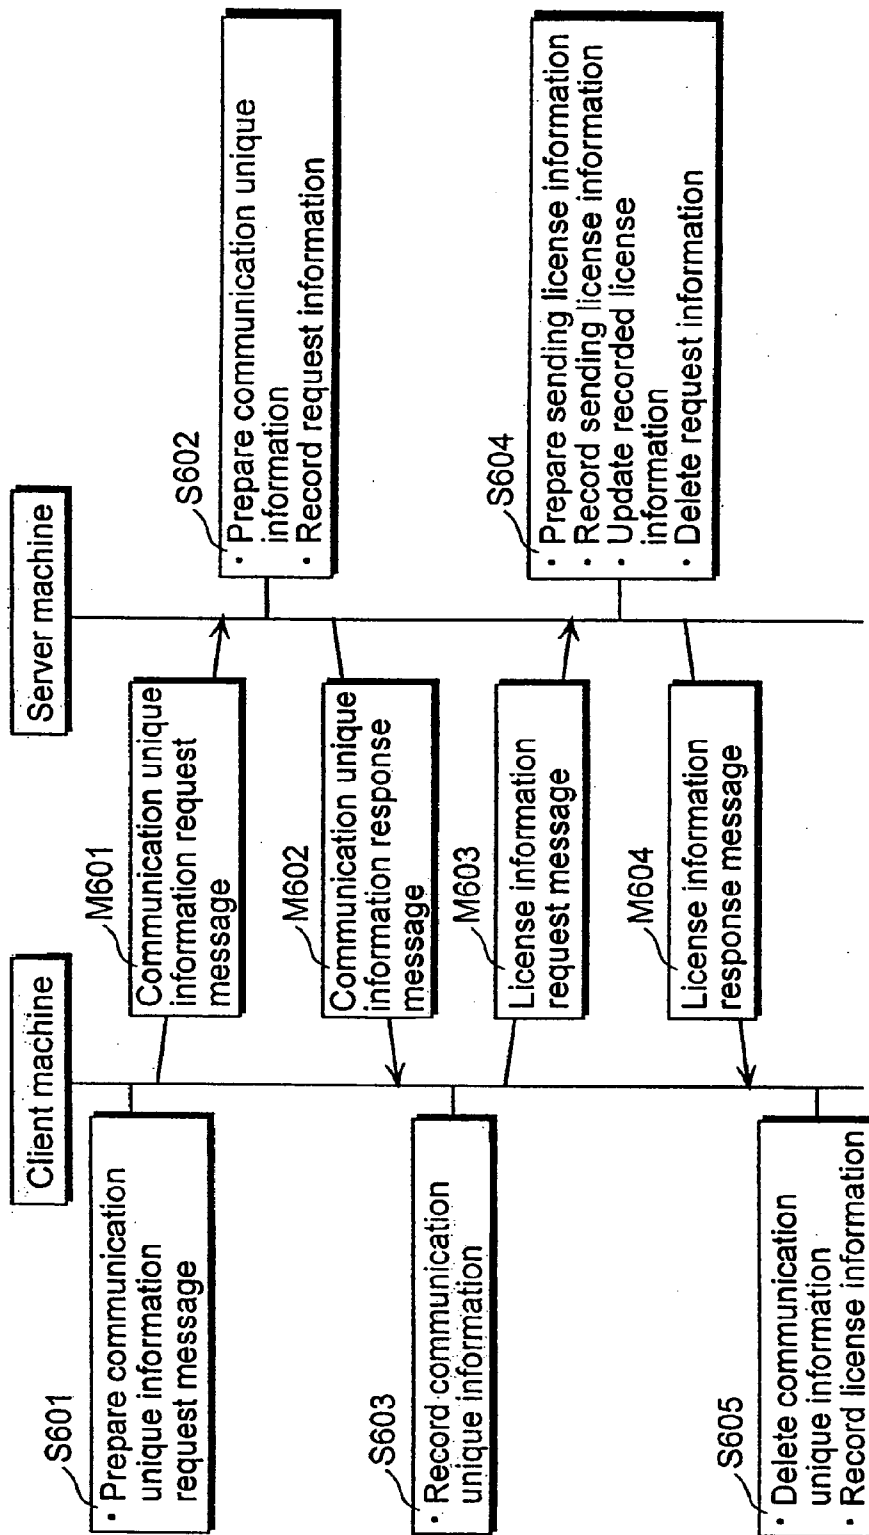 Client machine
Server machine
S601
· Prepare communication
unique information
request message
M601
Communication unique
information request
message
S602
· Prepare communication unique
information
· Record request information
M602
Communication unique
information response
message
S603
· Record communication
unique information
M603
License information
request message
S604
· Prepare sending license information
· Record sending license information
· Update recorded license
information
· Delete request information
M604
License information
response message
S605
· Delete communication
unique information
· Record license information